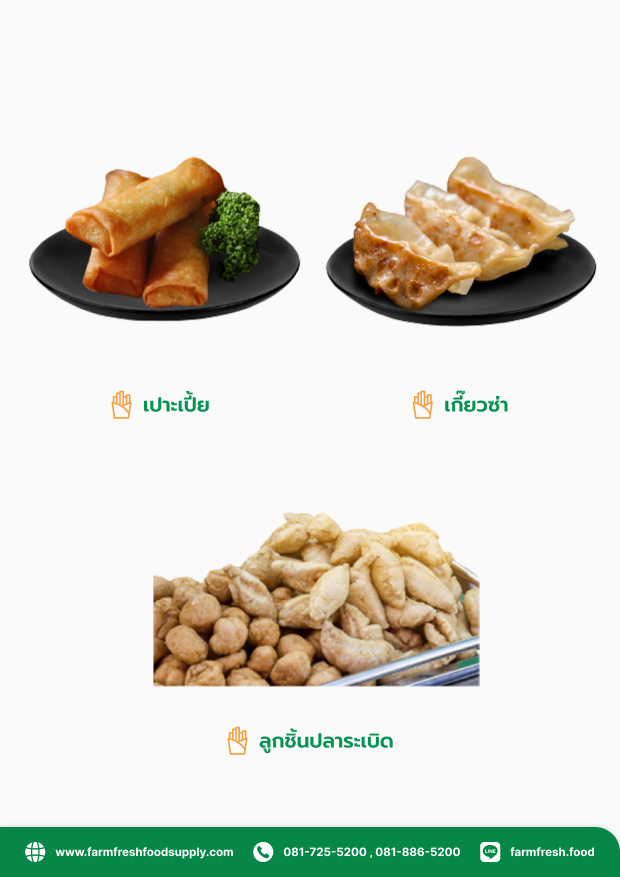 เปาะเปี้ย
เกี๊ยวซ่า
ลูกชิ้นปลาระเบิด
www.farmfreshfoodsupply.com 081-725-5200 , 081-886-5200 LINE farmfresh.food